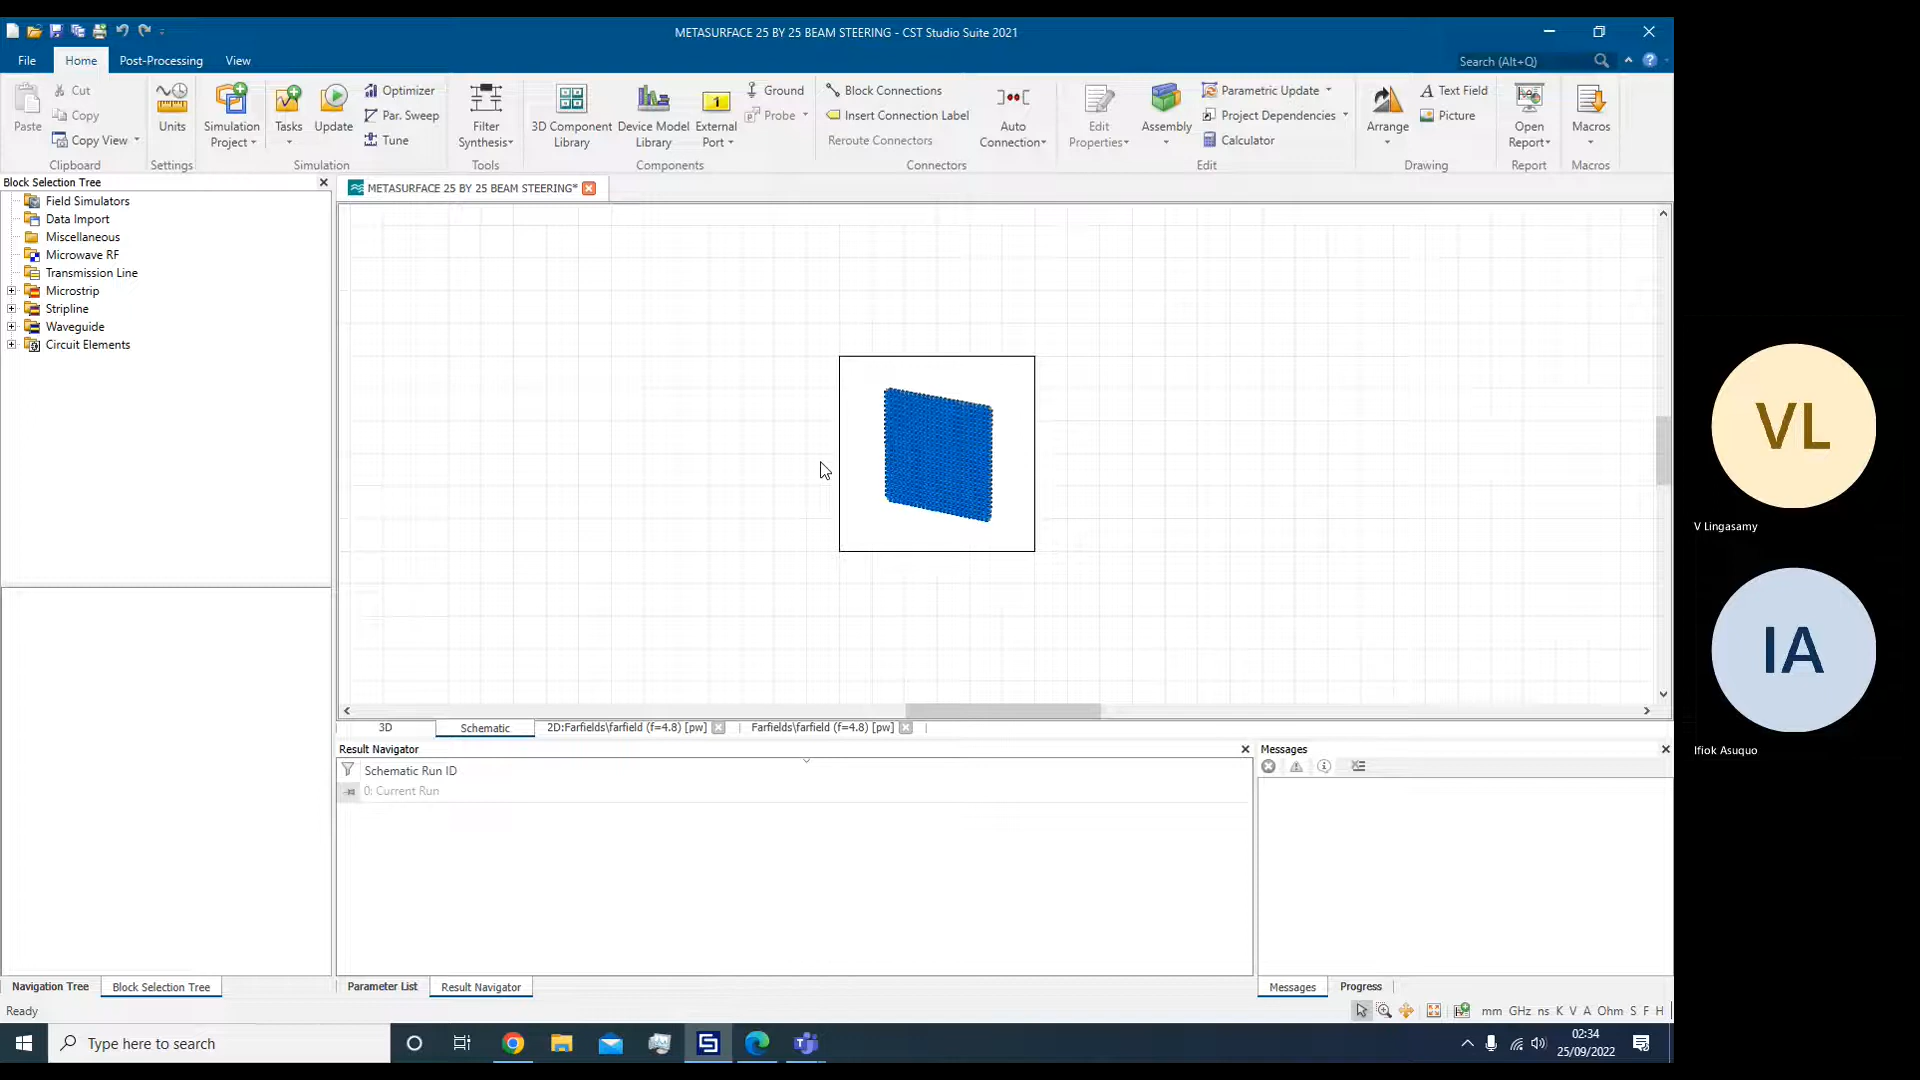 METASURFACE 25 BY 25 BEAM STEERING - CST Studio Suite 2021
File
Home
Post-Processing
View
Search (Alt+Q)
Paste
Cut
Copy
Copy View
Clipboard
Units
Settings
Simulation Project
Tasks
Update
Optimizer
Par. Sweep
Tune
Simulation
Filter Synthesis
Tools
3D Component Library
Device Model Library
1
External Port
Ground
Probe
Components
Block Connections
Insert Connection Label
Reroute Connectors
Auto Connection
Connectors
Edit Properties
Assembly
Parametric Update
Project Dependencies
Calculator
Edit
Arrange
Text Field
Picture
Drawing
Open Report
Report
Macros
Macros
Block Selection Tree
Field Simulators
Data Import
Miscellaneous
Microwave RF
Transmission Line
Microstrip
Stripline
Waveguide
Circuit Elements
METASURFACE 25 BY 25 BEAM STEERING*
3D
Schematic
2D:Farfields\farfield (f=4.8) [pw]
Farfields\farfield (f=4.8) [pw]
Result Navigator
Schematic Run ID
0: Current Run
Messages
Navigation Tree
Block Selection Tree
Parameter List
Result Navigator
Messages
Progress
Ready
mm GHz ns K V A Ohm S F H
Type here to search
02:34
25/09/2022
VL
V Lingasamy
IA
Ifiok Asuquo